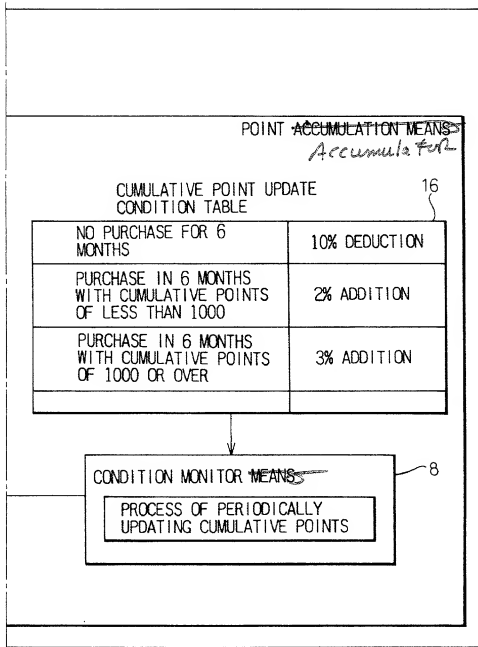 POINT ACCUMULATION MEANS
Accumulator
CUMULATIVE POINT UPDATE
CONDITION TABLE
16
NO PURCHASE FOR 6
MONTHS
10% DEDUCTION
PURCHASE IN 6 MONTHS
WITH CUMULATIVE POINTS
OF LESS THAN 1000
2% ADDITION
PURCHASE IN 6 MONTHS
WITH CUMULATIVE POINTS
OF 1000 OR OVER
3% ADDITION
CONDITION MONITOR MEANS
8
PROCESS OF PERIODICALLY
UPDATING CUMULATIVE POINTS